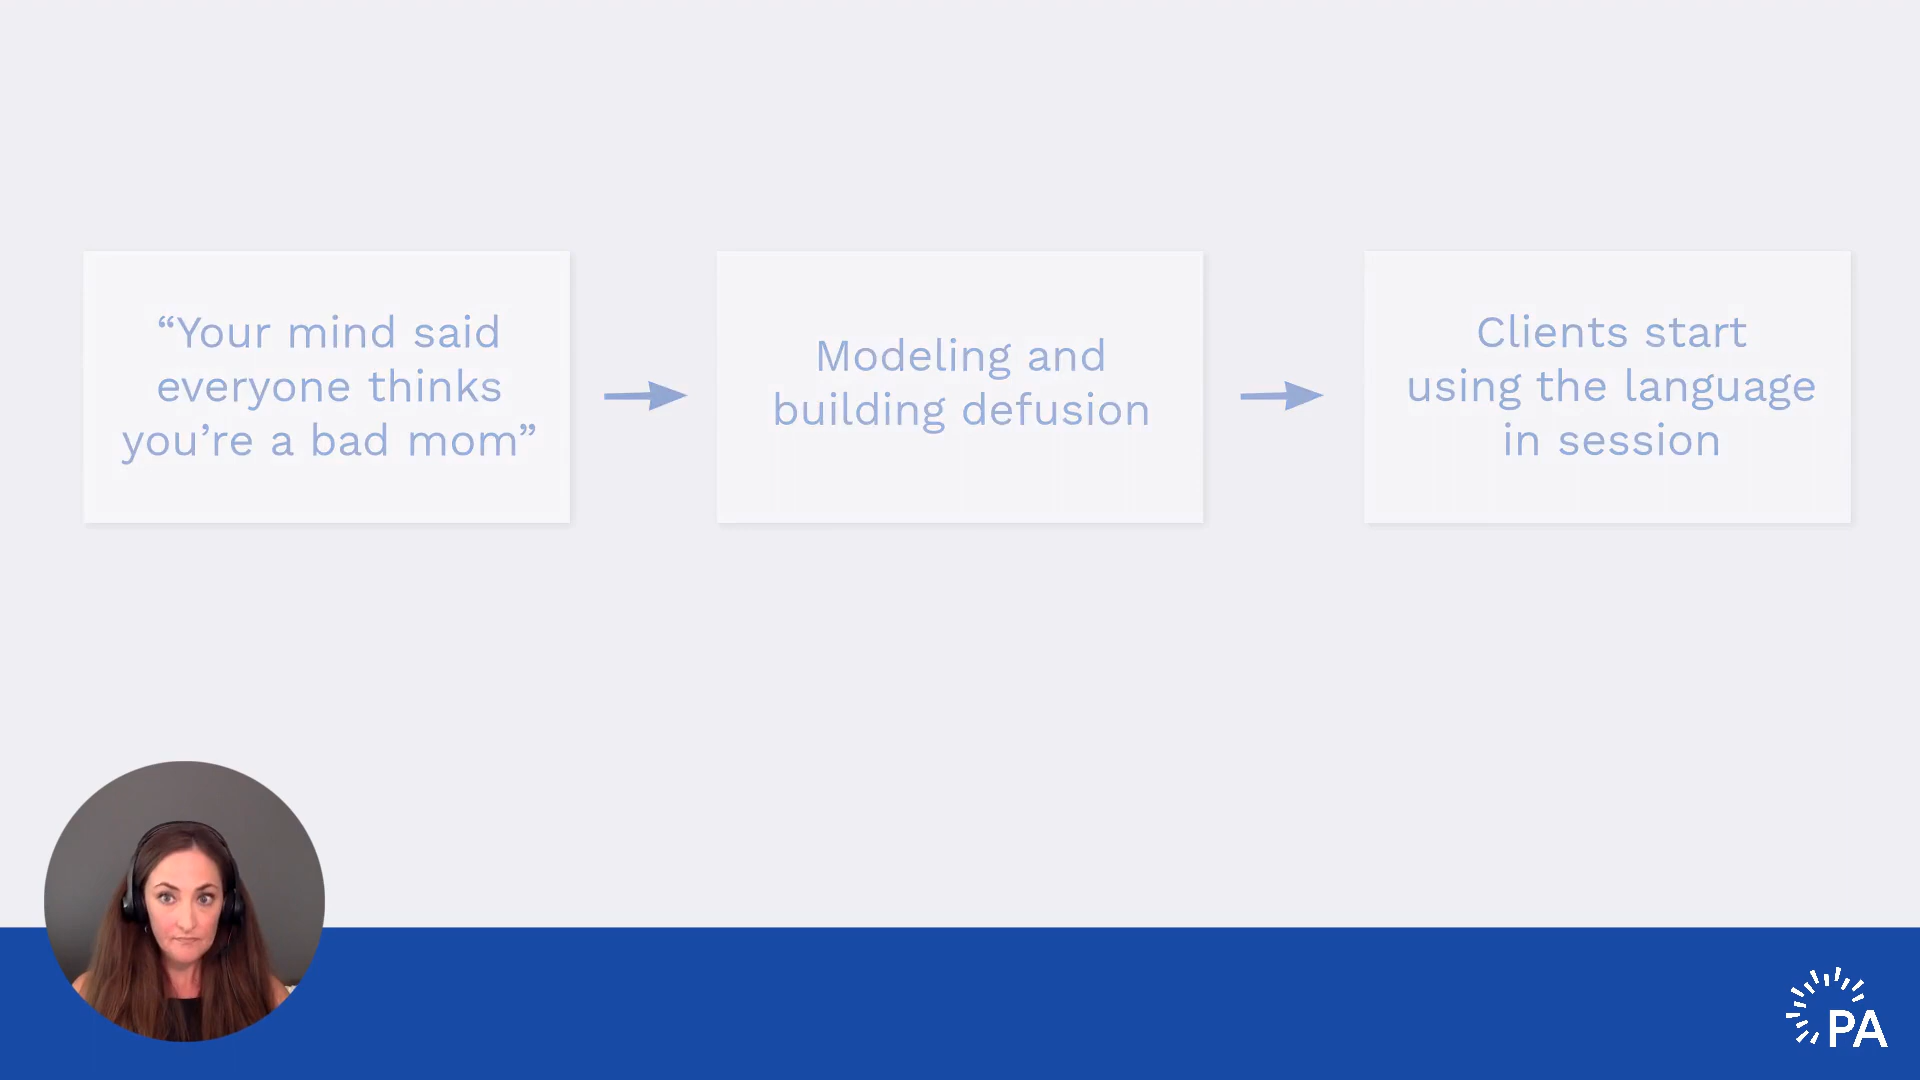 “Your mind said
everyone thinks
you’re a bad mom”
Modeling and
building defusion
Clients start
using the language
in session
PA